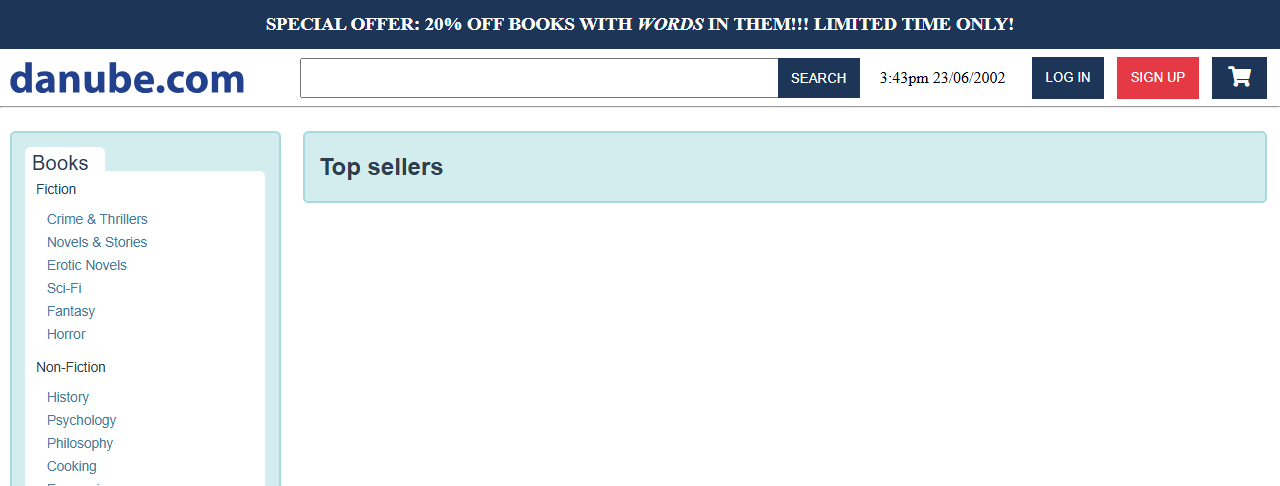 SPECIAL OFFER: 20% OFF BOOKS WITH WORDS IN THEM!!! LIMITED TIME ONLY!
danube.com
SEARCH
3:43pm 23/06/2002
LOG IN
SIGN UP
Books
Fiction
Crime & Thrillers
Novels & Stories
Erotic Novels
Sci-Fi
Fantasy
Horror
Non-Fiction
History
Psychology
Philosophy
Cooking
Top sellers